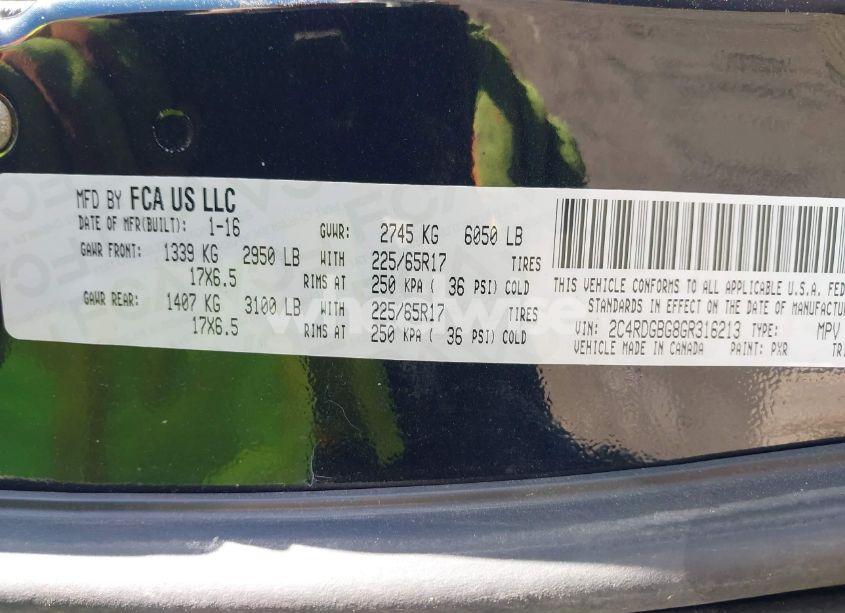 MFD BY FCA US LLC
DATE OF MFR(BUILT): 1-16 GVWR: 2745 KG 6050 LB
GAWR FRONT: 1339 KG 2950 LB WITH 225/65R17 TIRES
17X6.5 RIMS AT 250 KPA ( 36 PSI) COLD
GAWR REAR: 1407 KG 3100 LB WITH 225/65R17 TIRES
17X6.5 RIMS AT 250 KPA ( 36 PSI) COLD
THIS VEHICLE CONFORMS TO ALL APPLICABLE U.S.A. FED
STANDARDS IN EFFECT ON THE DATE OF MANUFACTUR
VIN: 2C4RDGBG8GR316213 TYPE: MPV
VEHICLE MADE IN CANADA PAINT: PXR TRI